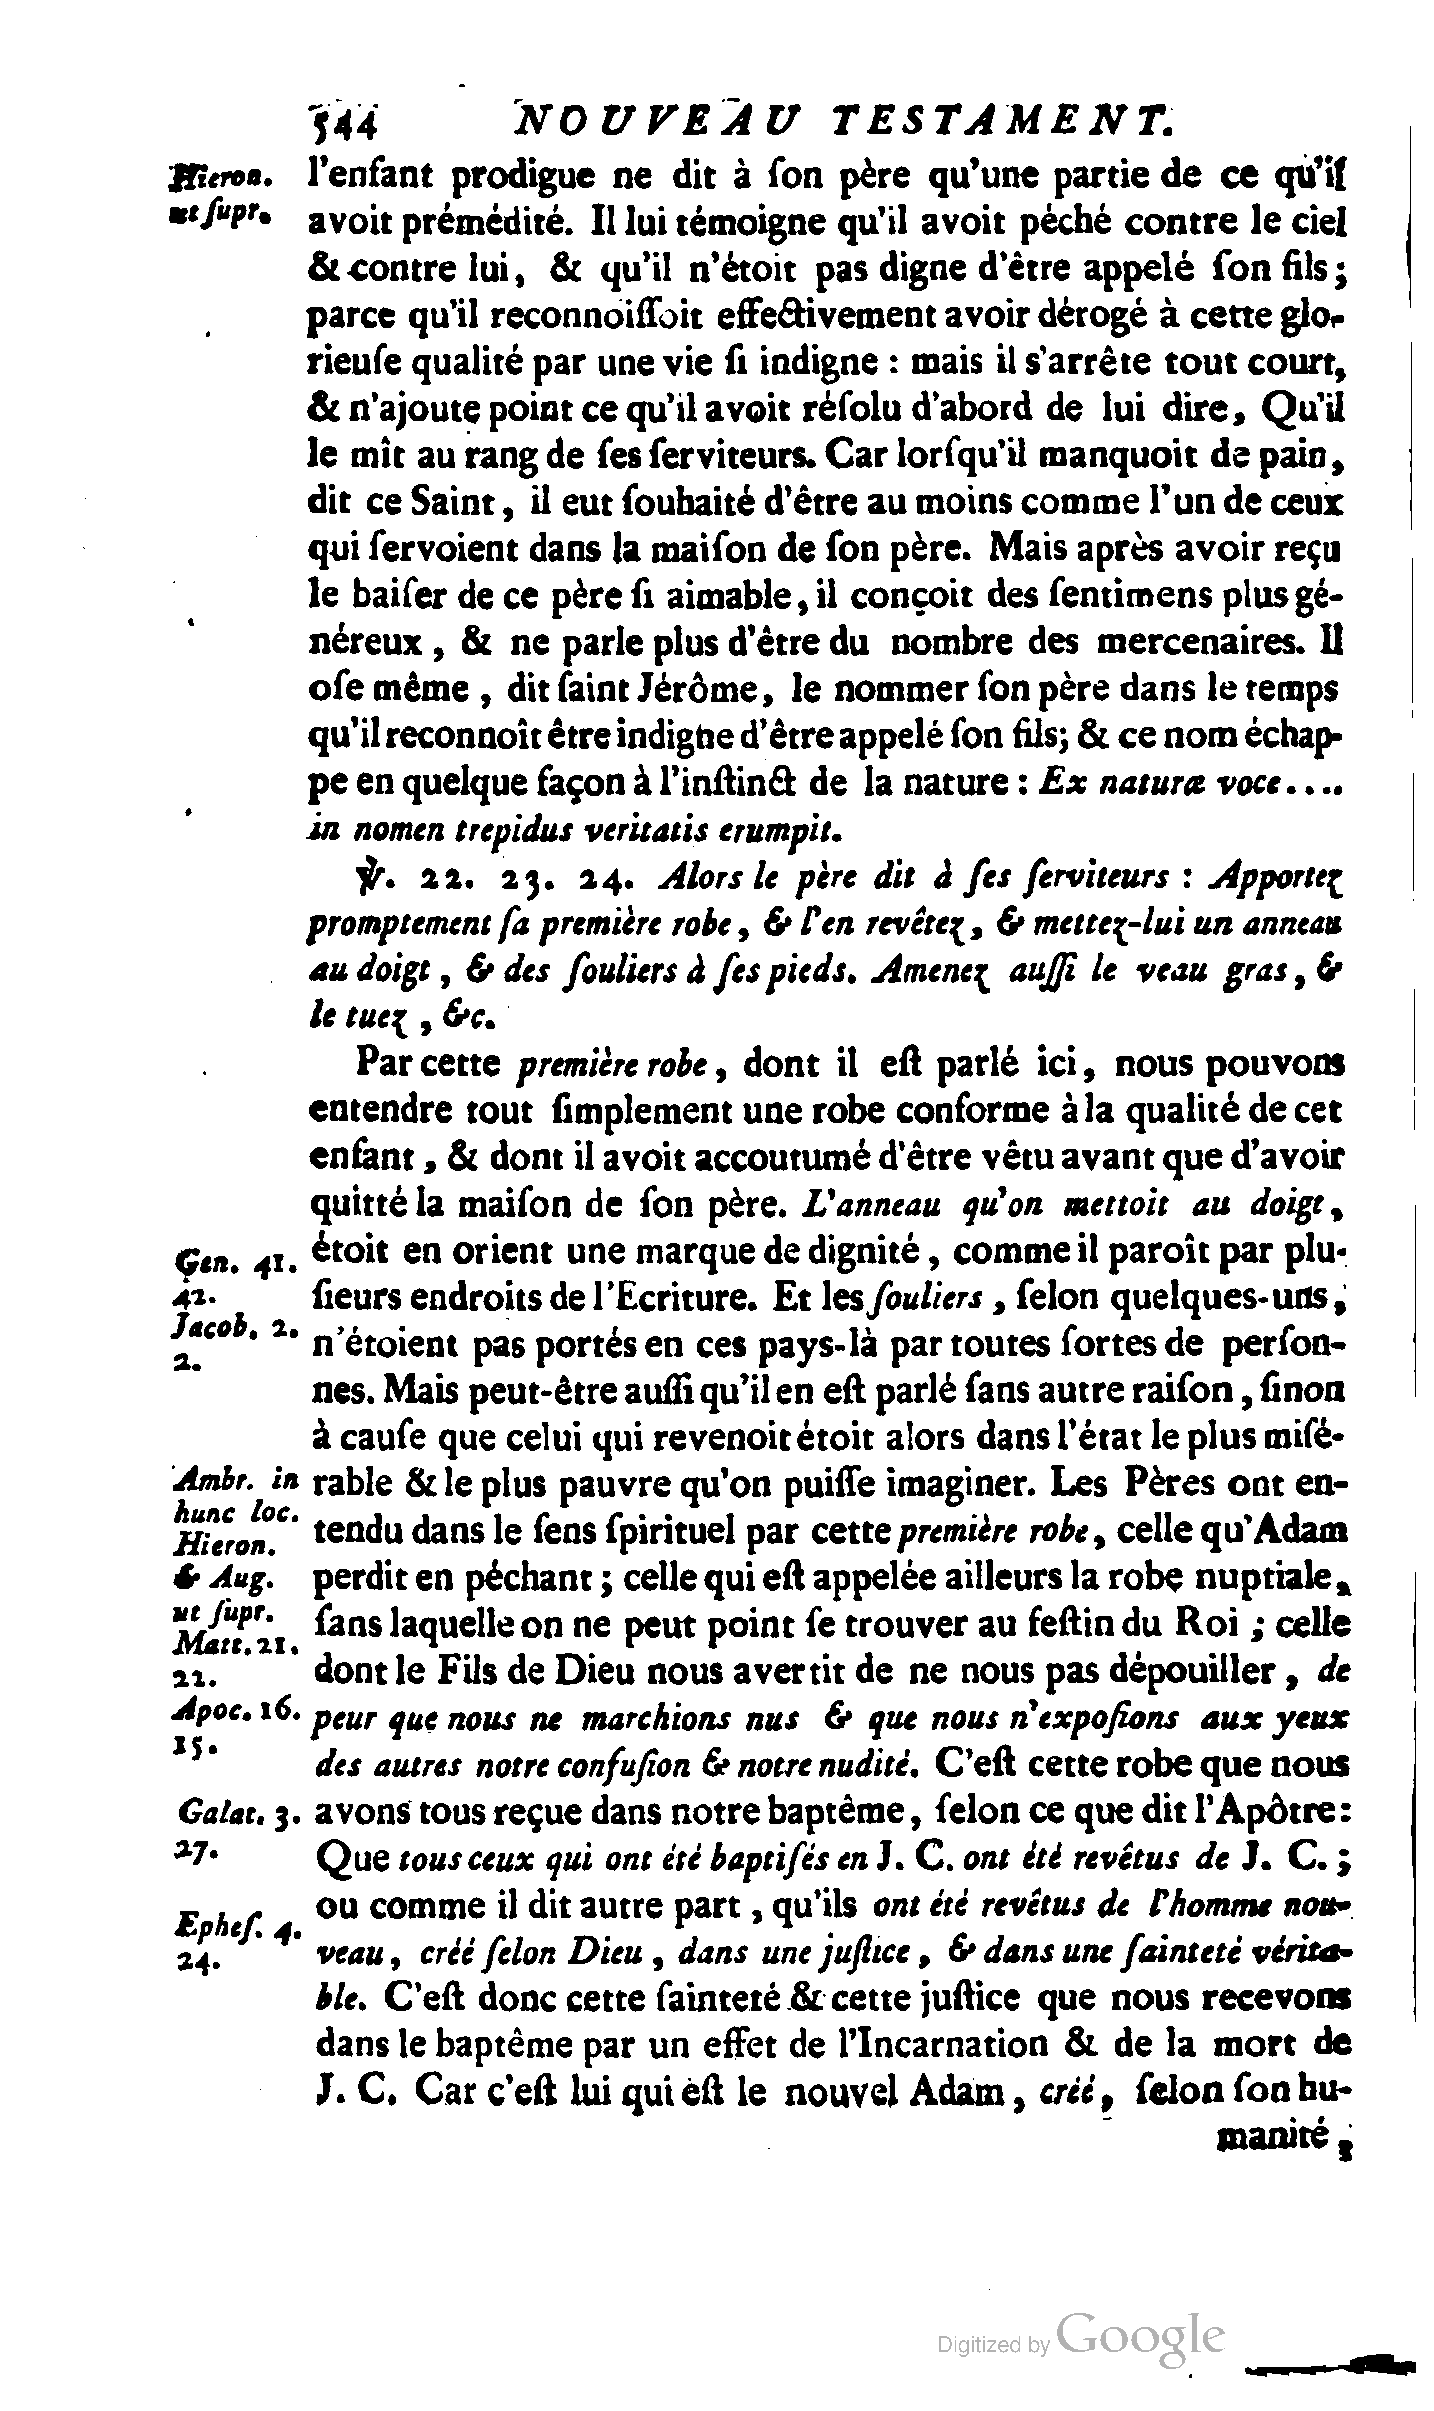 544 NOUVEAU TESTAMENT.
Hieron. l'enfant prodigue ne dit à ſon père qu'une partie de ce qu'il
ut ſupr. avoit prémédité. Il lui témoigne qu'il avoit péché contre le ciel
& contre lui, & qu'il n'étoit pas digne d'être appelé ſon fils;
parce qu'il reconnoiſſoit effectivement avoir dérogé à cette glo-
rieuſe qualité par une vie ſi indigne : mais il s'arrête tout court,
& n'ajoute point ce qu'il avoit réſolu d'abord de lui dire, Qu'il
le mît au rang de ſes ſerviteurs. Car lorſqu'il manquoit de pain,
dit ce Saint, il eut ſouhaité d'être au moins comme l'un de ceux
qui ſervoient dans la maiſon de ſon père. Mais après avoir reçu
le baiſer de ce père ſi aimable, il conçoit des ſentimens plus gé-
néreux, & ne parle plus d'être du nombre des mercenaires. Il
oſe même, dit ſaint Jérôme, le nommer ſon père dans le temps
qu'il reconnoît être indigne d'être appelé ſon fils; & ce nom échap-
pe en quelque façon à l'inſtinct de la nature : Ex naturæ voce....
in nomen trepidus veritatis erumpit.
℣. 22. 23. 24. Alors le père dit à ſes ſerviteurs : Apportez
promptement ſa première robe, & l'en revêtez, & mettez-lui un anneau
au doigt, & des ſouliers à ſes pieds. Amenez auſſi le veau gras, &
le tuez, &c.
Par cette première robe, dont il eſt parlé ici, nous pouvons
entendre tout ſimplement une robe conforme à la qualité de cet
enfant, & dont il avoit accoutumé d'être vêtu avant que d'avoir
quitté la maiſon de ſon père. L'anneau qu'on mettoit au doigt,
Gen. 41. étoit en orient une marque de dignité, comme il paroît par plu-
42. ſieurs endroits de l'Ecriture. Et les ſouliers, ſelon quelques-uns,
Jacob. 2. n'étoient pas portés en ces pays-là par toutes ſortes de perſon-
2.
nes. Mais peut-être auſſi qu'il en eſt parlé ſans autre raiſon, ſinon
à cauſe que celui qui revenoit étoit alors dans l'état le plus miſé-
Ambr. in rable & le plus pauvre qu'on puiſſe imaginer. Les Pères ont en-
hunc loc.
Hieron. tendu dans le ſens ſpirituel par cette première robe, celle qu'Adam
& Aug. perdit en péchant ; celle qui eſt appelée ailleurs la robe nuptiale,
ut ſupr. ſans laquelle on ne peut point ſe trouver au feſtin du Roi ; celle
Matt. 21.
22. dont le Fils de Dieu nous avertit de ne nous pas dépouiller, de
Apoc. 16. peur que nous ne marchions nus & que nous n'expoſions aux yeux
15. des autres notre confuſion & notre nudité. C'eſt cette robe que nous
Galat. 3. avons tous reçue dans notre baptême, ſelon ce que dit l'Apôtre:
27. Que tous ceux qui ont été baptiſés en J. C. ont été revêtus de J. C. ;
ou comme il dit autre part, qu'ils ont été revêtus de l'homme nou-
Epheſ. 4.
24. veau, créé ſelon Dieu, dans une juſtice, & dans une ſainteté vérita-
ble. C'eſt donc cette ſainteté & cette juſtice que nous recevons
dans le baptême par un effet de l'Incarnation & de la mort de
J. C. Car c'eſt lui qui eſt le nouvel Adam, créé, ſelon ſon hu-
manité,
Digitized by Google